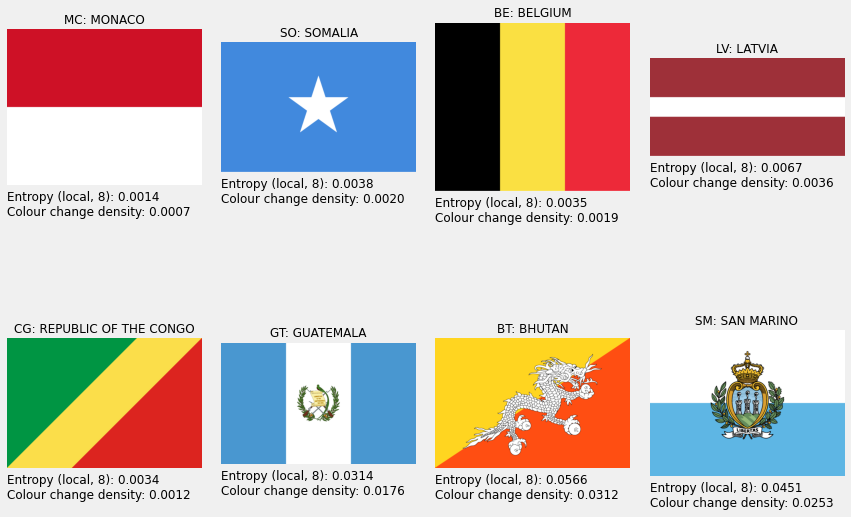 MC: MONACO
Entropy (local, 8): 0.0014
Colour change density: 0.0007
SO: SOMALIA
Entropy (local, 8): 0.0038
Colour change density: 0.0020
BE: BELGIUM
Entropy (local, 8): 0.0035
Colour change density: 0.0019
LV: LATVIA
Entropy (local, 8): 0.0067
Colour change density: 0.0036
CG: REPUBLIC OF THE CONGO
Entropy (local, 8): 0.0034
Colour change density: 0.0012
GT: GUATEMALA
Entropy (local, 8): 0.0314
Colour change density: 0.0176
BT: BHUTAN
Entropy (local, 8): 0.0566
Colour change density: 0.0312
SM: SAN MARINO
LIBERTAS
Entropy (local, 8): 0.0451
Colour change density: 0.0253